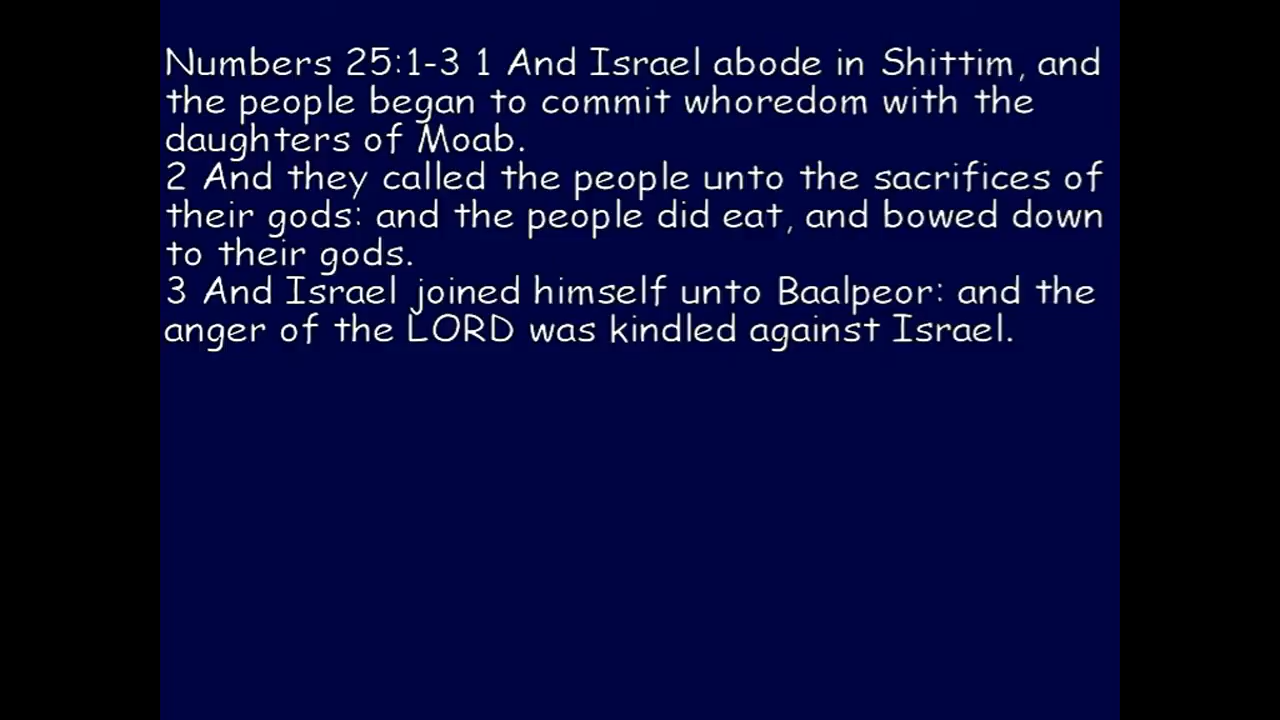 Numbers 25:1-3 1 And Israel abode in Shittim, and
the people began to commit whoredom with the
daughters of Moab.
2 And they called the people unto the sacrifices of
their gods: and the people did eat, and bowed down
to their gods.
3 And Israel joined himself unto Baalpeor: and the
anger of the LORD was kindled against Israel.